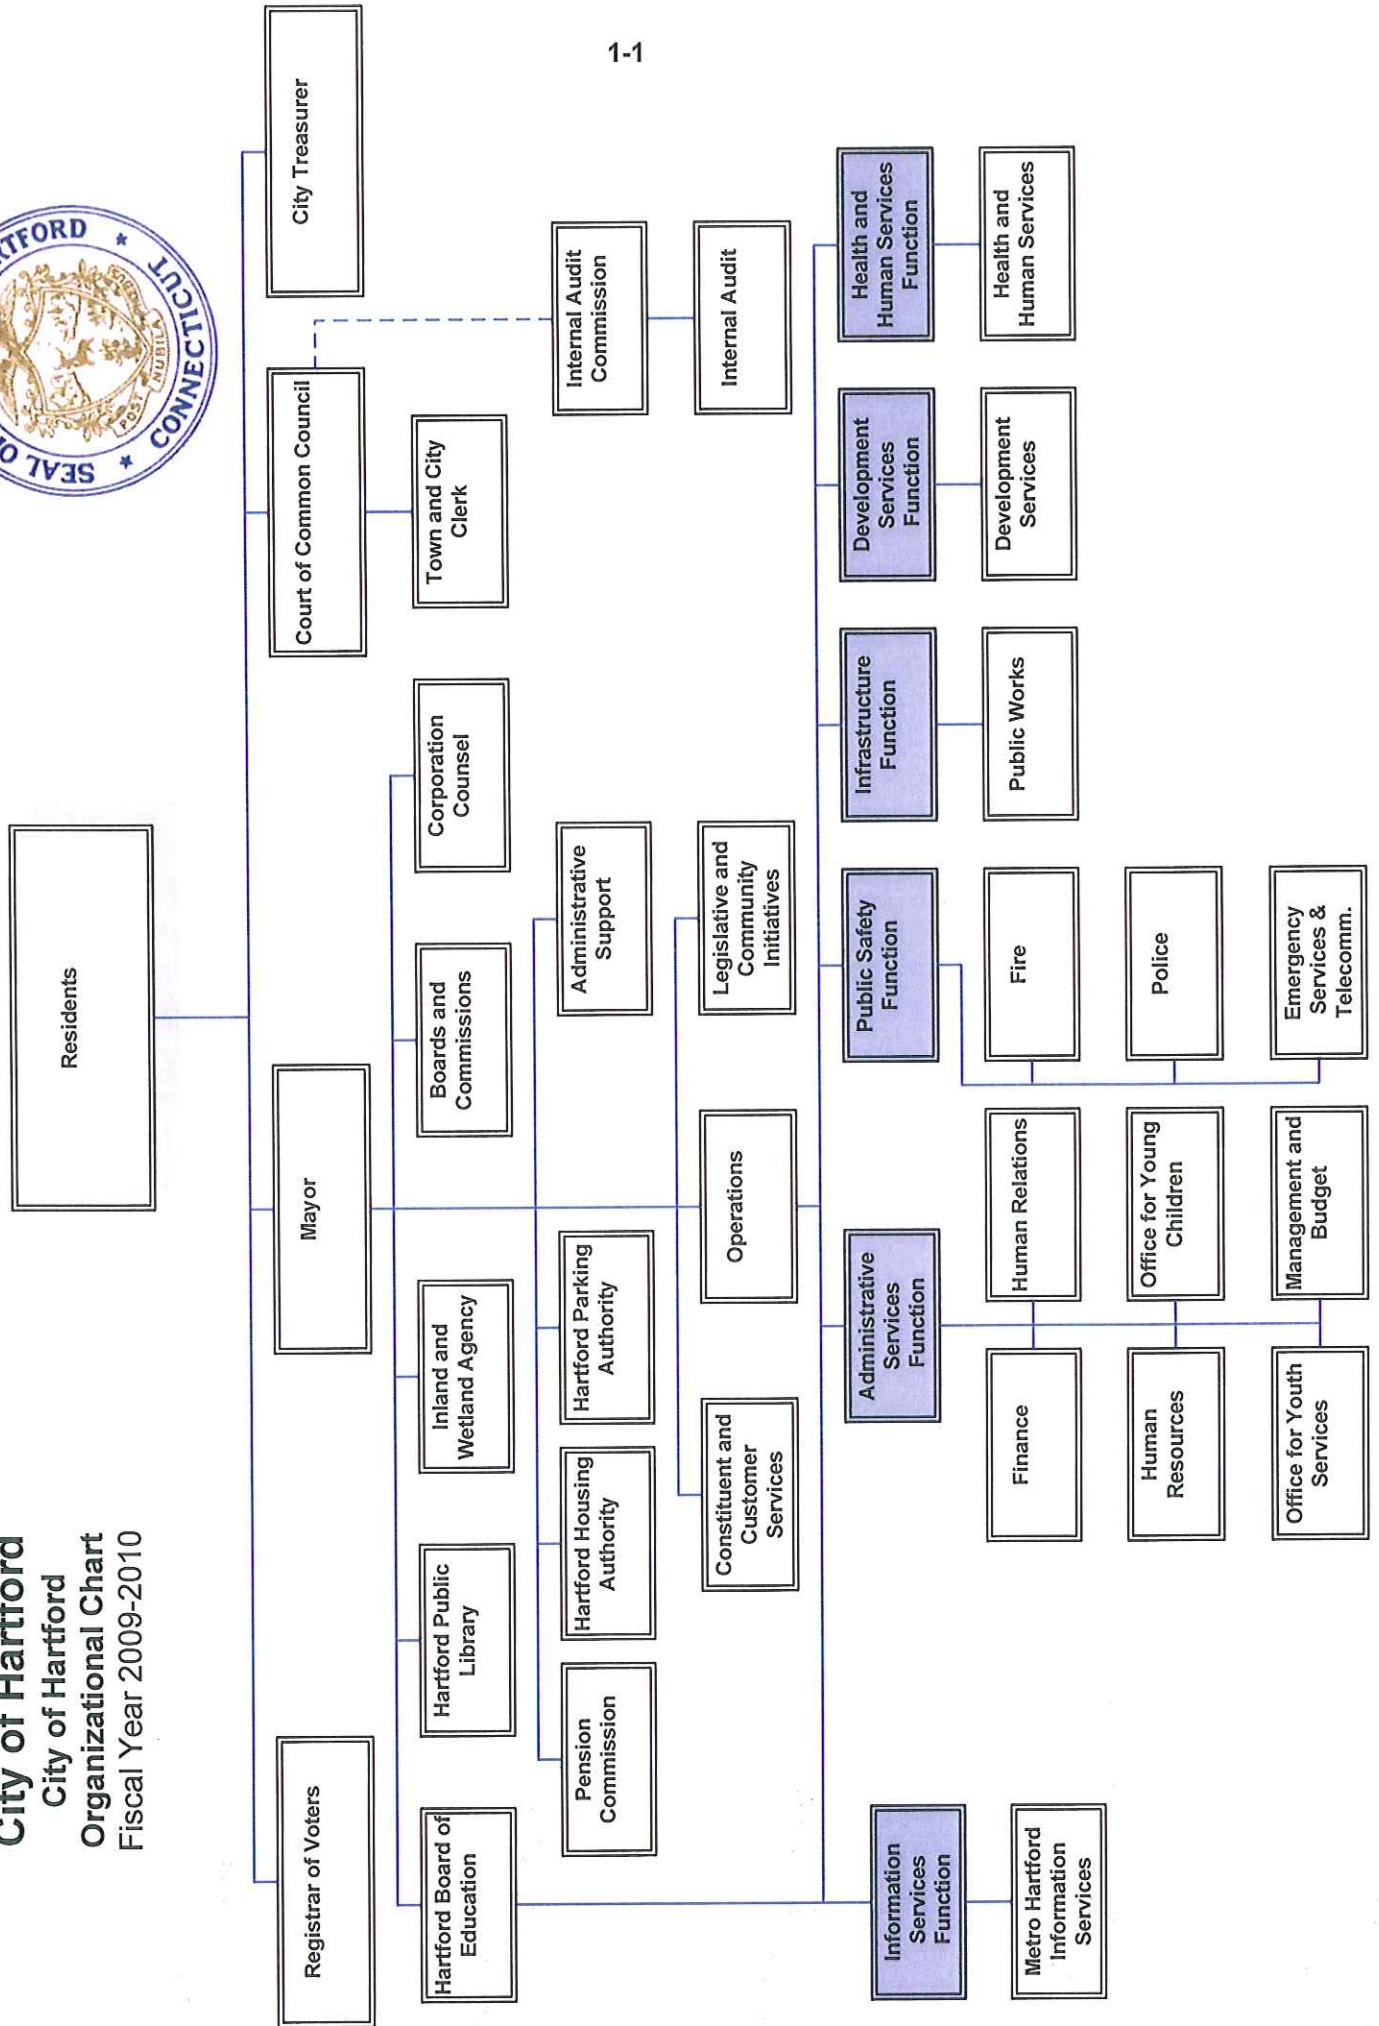 City of Hartford
City of Hartford
Organizational Chart
Fiscal Year 2009-2010
SEAL OF
HARTFORD
CONNECTICUT
POST
NUBILA
1-1
Residents
Registrar of Voters
Mayor
Court of Common Council
City Treasurer
Hartford Board of
Education
Hartford Public
Library
Inland and
Wetland Agency
Boards and
Commissions
Corporation
Counsel
Town and City
Clerk
Pension
Commission
Hartford Housing
Authority
Hartford Parking
Authority
Administrative
Support
Internal Audit
Commission
Constituent and
Customer
Services
Operations
Legislative and
Community
Initiatives
Internal Audit
Information
Services
Function
Administrative
Services
Function
Public Safety
Function
Infrastructure
Function
Development
Services
Function
Health and
Human Services
Function
Metro Hartford
Information
Services
Finance
Human Relations
Fire
Public Works
Development
Services
Health and
Human Services
Human
Resources
Office for Young
Children
Police
Office for Youth
Services
Management and
Budget
Emergency
Services &
Telecomm.